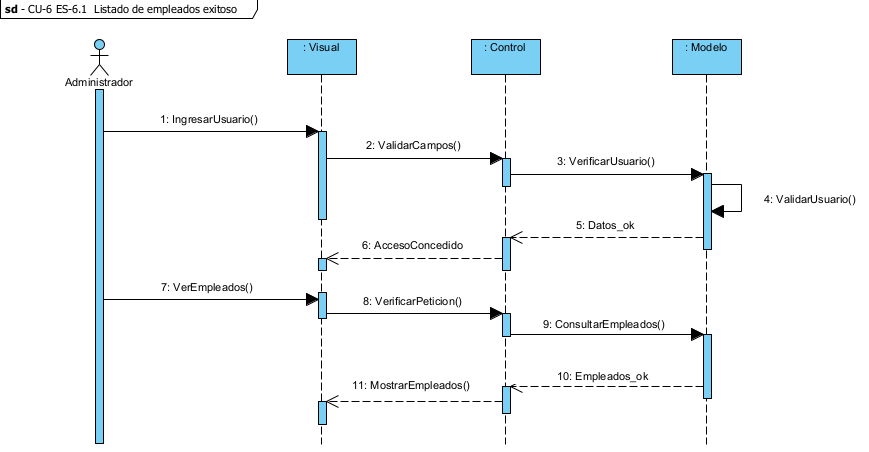 sd - CU-6 ES-6.1 Listado de empleados exitoso
: Visual
: Control
: Modelo
Administrador
1: IngresarUsuario()
2: ValidarCampos()
3: VerificarUsuario()
4: ValidarUsuario()
5: Datos_ok
6: AccesoConcedido
7: VerEmpleados()
8: VerificarPeticion()
9: ConsultarEmpleados()
10: Empleados_ok
11: MostrarEmpleados()